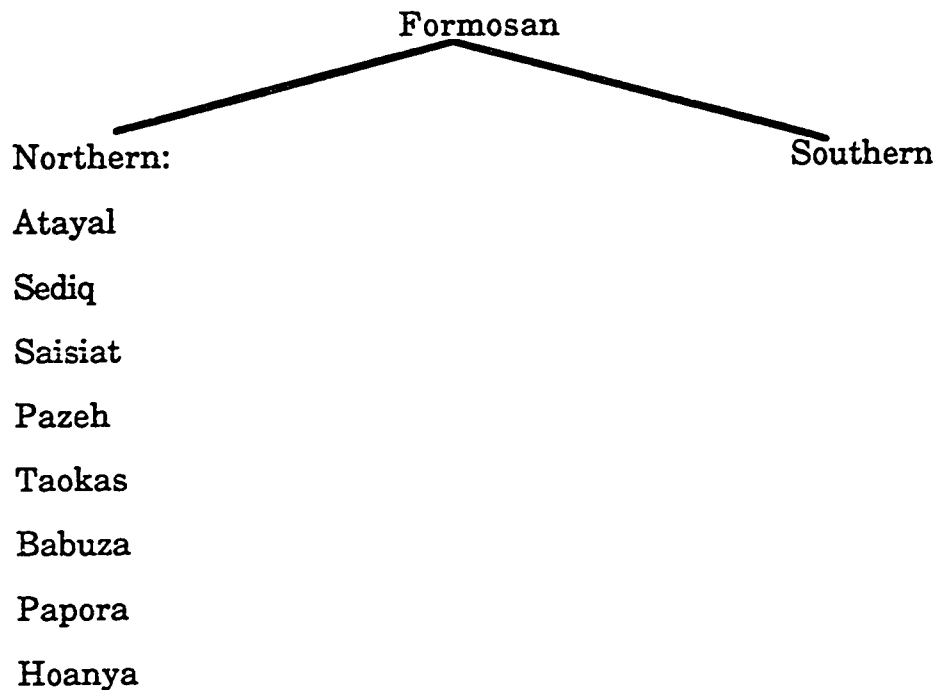 Formosan
Northern: Southern
Atayal
Sediq
Saisiat
Pazeh
Taokas
Babuza
Papora
Hoanya